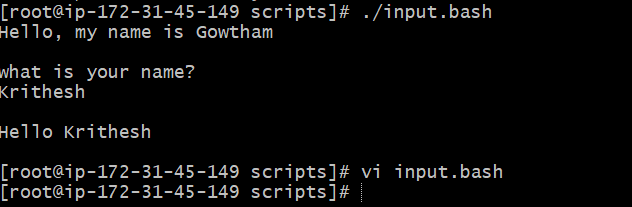 [root@ip-172-31-45-149 scripts]# ./input.bash
Hello, my name is Gowtham
what is your name?
Krithesh
Hello Krithesh
[root@ip-172-31-45-149 scripts]# vi input.bash
[root@ip-172-31-45-149 scripts]#